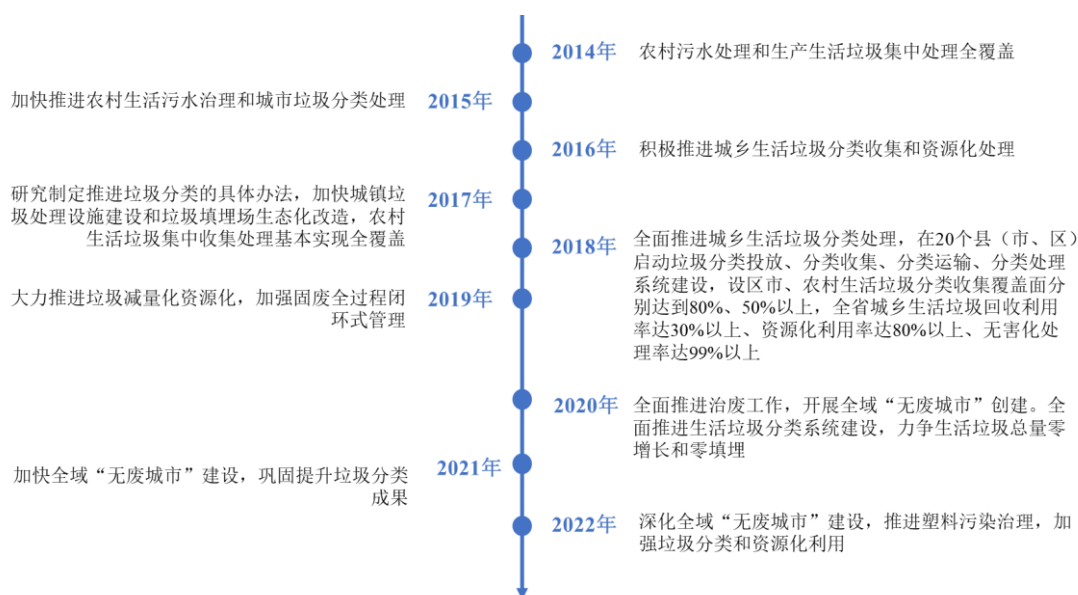 2014年
农村污水处理和生产生活垃圾集中处理全覆盖
加快推进农村生活污水治理和城市垃圾分类处理
2015年
2016年
积极推进城乡生活垃圾分类收集和资源化处理
研究制定推进垃圾分类的具体办法，加快城镇垃
圾处理设施建设和垃圾填埋场生态化改造，农村
生活垃圾集中收集处理基本实现全覆盖
2017年
2018年
全面推进城乡生活垃圾分类处理，在20个县（市、区）
启动垃圾分类投放、分类收集、分类运输、分类处理
系统建设，设区市、农村生活垃圾分类收集覆盖面分
别达到80%、50%以上，全省城乡生活垃圾回收利用
率达30%以上、资源化利用率达80%以上、无害化处
理率达99%以上
大力推进垃圾减量化资源化，加强固废全过程闭
环式管理
2019年
2020年
全面推进治废工作，开展全域“无废城市”创建。全
面推进生活垃圾分类系统建设，力争生活垃圾总量零
增长和零填埋
加快全域“无废城市”建设，巩固提升垃圾分类
成果
2021年
2022年
深化全域“无废城市”建设，推进塑料污染治理，加
强垃圾分类和资源化利用